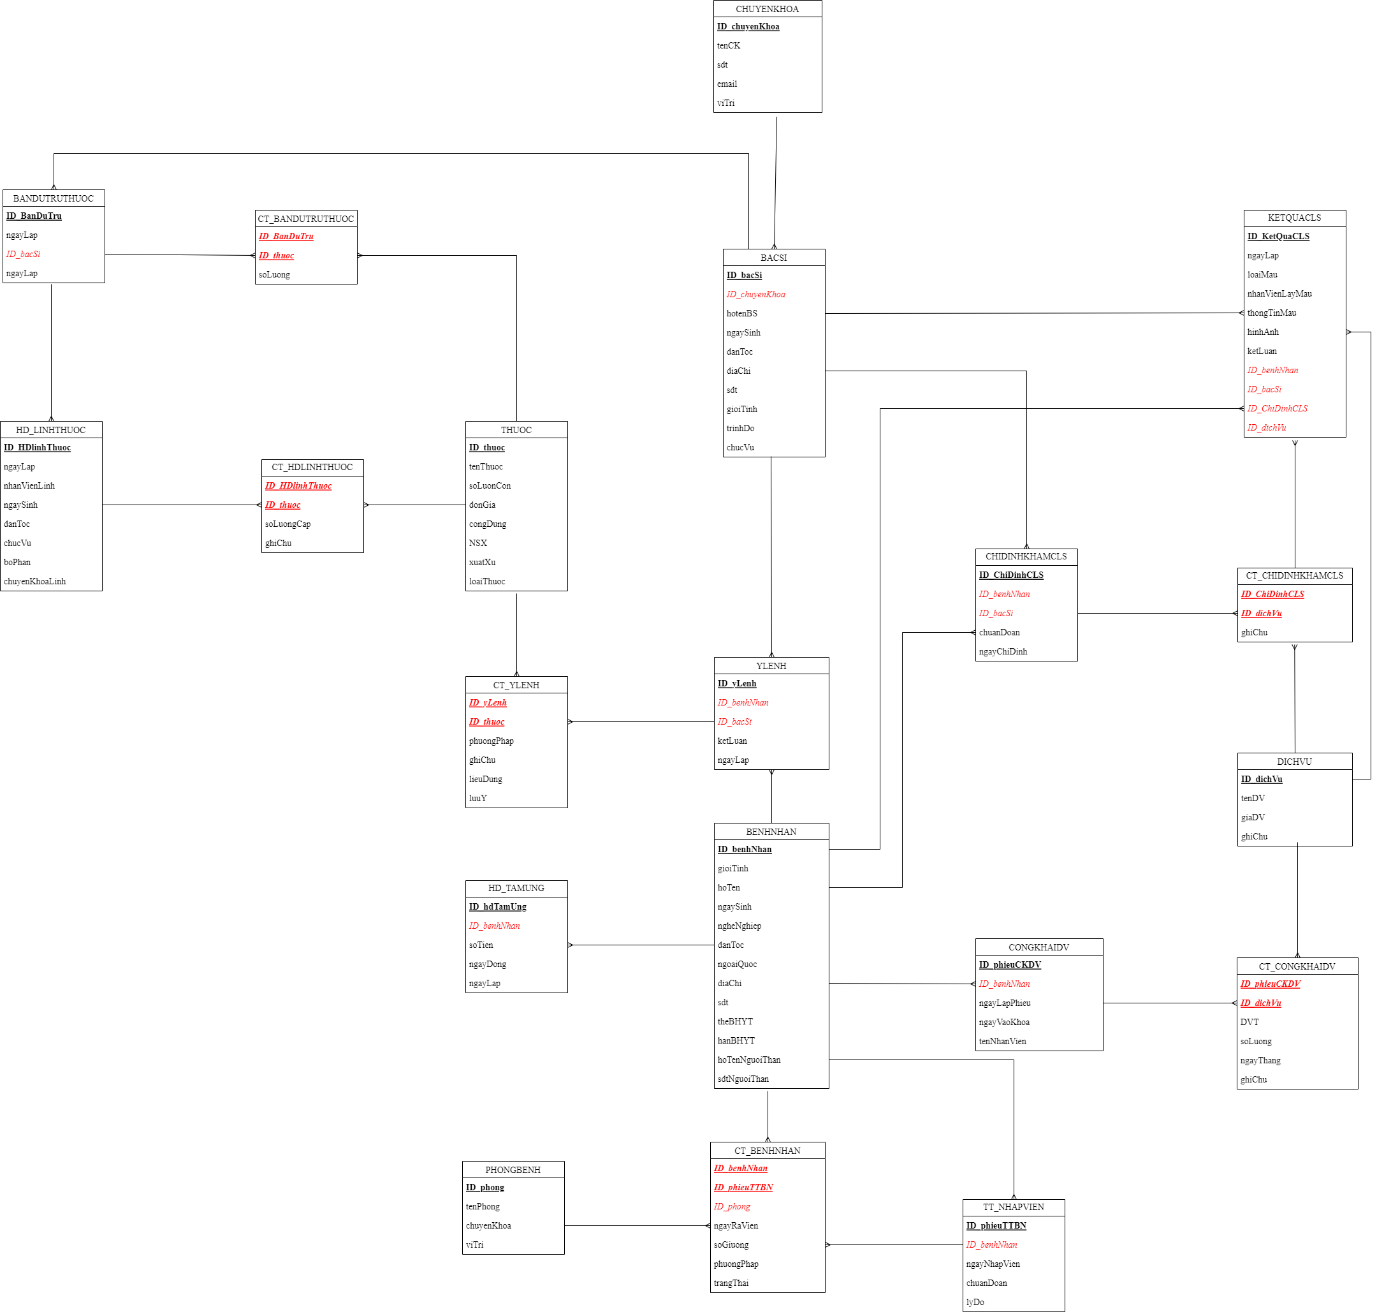 CHUYENKHOA
ID_chuyenKhoa
tenCK
sdt
email
viTri
BANDUTRUTHUOC
ID_BanDuTru
ngayLap
ID_bacSi
ngayLap
CT_BANDUTRUTHUOC
ID_BanDuTru
ID_thuoc
soLuong
BACSI
ID_bacSi
ID_chuyenKhoa
hotenBS
ngaySinh
danToc
diaChi
sdt
gioiTinh
trinhDo
chucVu
KETQUACLS
ID_KetQuaCLS
ngayLap
loaiMau
nhanVienLayMau
thongTinMau
hinhAnh
ketLuan
ID_benhNhan
ID_bacSi
ID_ChiDinhCLS
ID_dichVu
HD_LINHTHUOC
ID_HDlinhThuoc
ngayLap
nhanVienLinh
ngaySinh
danToc
chucVu
boPhan
chuyenKhoaLinh
CT_HDLINHTHUOC
ID_HDlinhThuoc
ID_thuoc
soLuongCap
ghiChu
THUOC
ID_thuoc
tenThuoc
soLuonCon
donGia
congDung
NSX
xuatXu
loaiThuoc
CHIDINHKHAMCLS
ID_ChiDinhCLS
ID_benhNhan
ID_bacSi
chuanDoan
ngayChiDinh
CT_CHIDINHKHAMCLS
ID_ChiDinhCLS
ID_dichVu
ghiChu
CT_YLENH
ID_yLenh
ID_thuoc
phuongPhap
ghiChu
lieuDung
luuY
YLENH
ID_yLenh
ID_benhNhan
ID_bacSi
ketLuan
ngayLap
DICHVU
ID_dichVu
tenDV
giaDV
ghiChu
BENHNHAN
ID_benhNhan
gioiTinh
hoTen
ngaySinh
ngheNghiep
danToc
ngoaiQuoc
diaChi
sdt
theBHYT
hanBHYT
hoTenNguoiThan
sdtNguoiThan
HD_TAMUNG
ID_hdTamUng
ID_benhNhan
soTien
ngayDong
ngayLap
CONGKHAIDV
ID_phieuCKDV
ID_benhNhan
ngayLapPhieu
ngayVaoKhoa
tenNhanVien
CT_CONGKHAIDV
ID_phieuCKDV
ID_dichVu
DVT
soLuong
ngayThang
ghiChu
PHONGBENH
ID_phong
tenPhong
chuyenKhoa
viTri
CT_BENHNHAN
ID_benhNhan
ID_phieuTTBN
ID_phong
ngayRaVien
soGiuong
phuongPhap
trangThai
TT_NHAPVIEN
ID_phieuTTBN
ID_benhNhan
ngayNhapVien
chuanDoan
lyDo